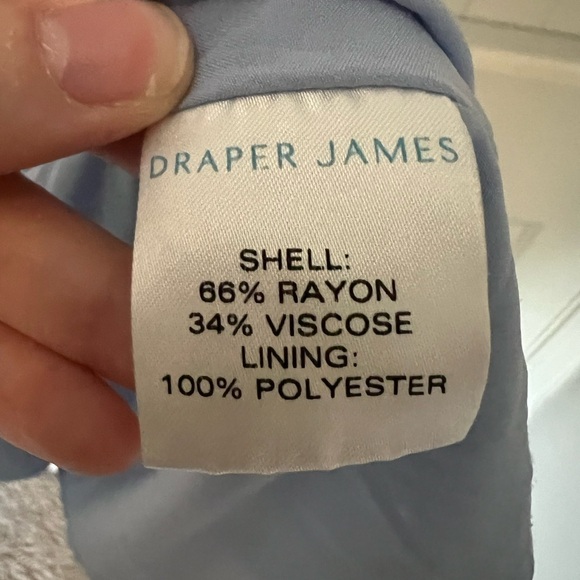 DRAPER JAMES
SHELL:
66% RAYON
34% VISCOSE
LINING:
100% POLYESTER